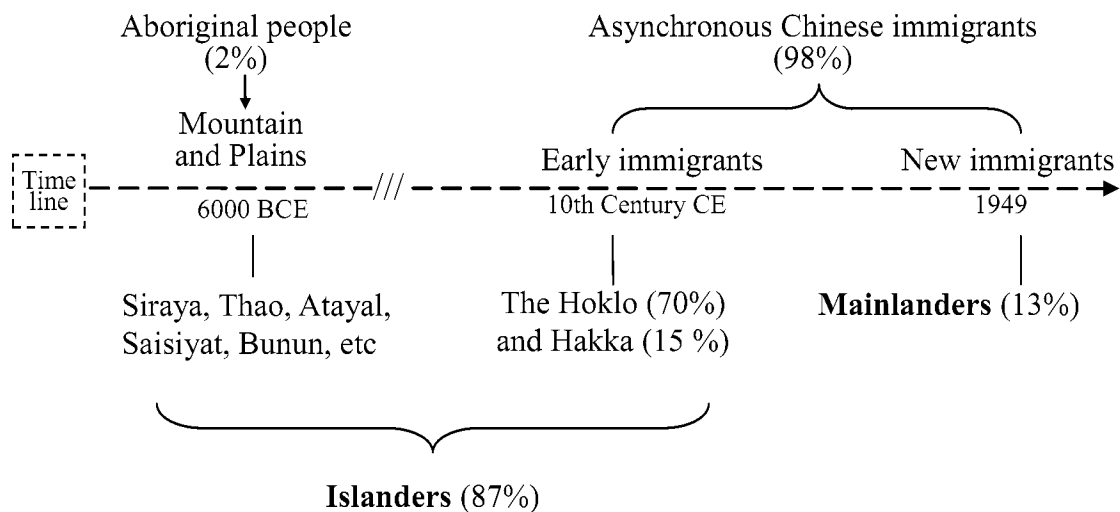 Aboriginal people
(2%)
Asynchronous Chinese immigrants
(98%)
Mountain
and Plains
Early immigrants
New immigrants
Time
line
///
6000 BCE
10th Century CE
1949
Siraya, Thao, Atayal,
Saisiyat, Bunun, etc
The Hoklo (70%)
and Hakka (15 %)
Mainlanders (13%)
Islanders (87%)